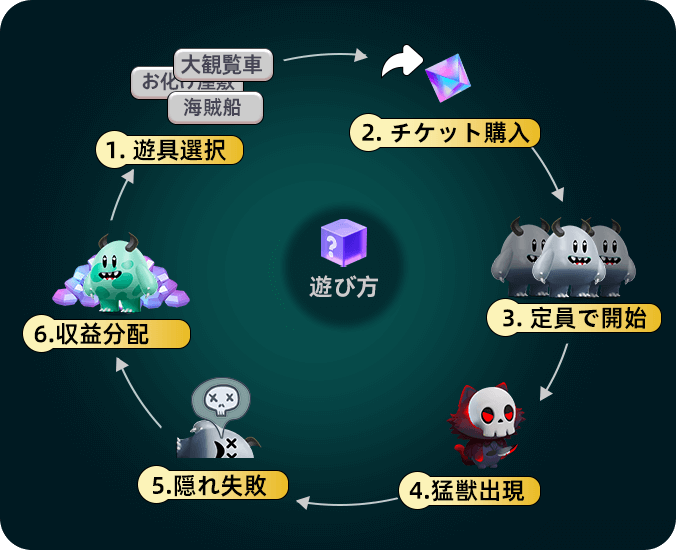 大観覧車
お化け屋敷
海賊船
1. 遊具選択
2. チケット購入
3. 定員で開始
4.猛獣出現
5.隠れ失敗
6.収益分配
?
遊び方